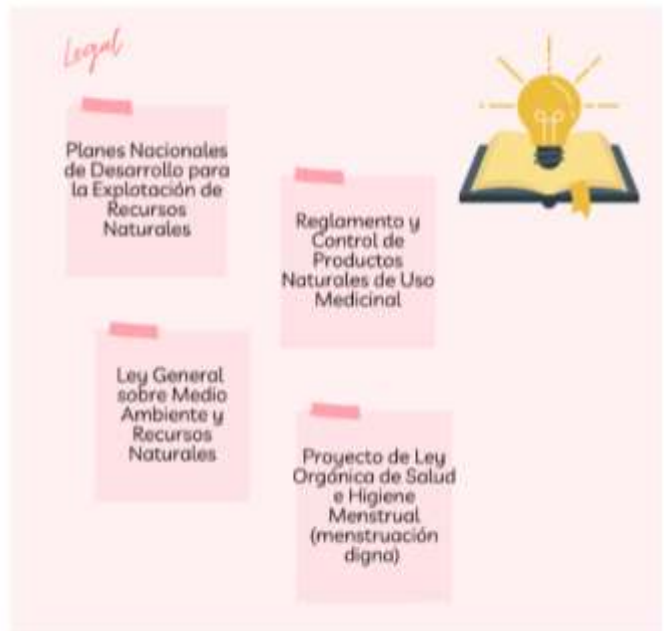 Legal
Planes Nacionales
de Desarrollo para
la Explotación de
Recursos
Naturales
Reglamento y
Control de
Productos
Naturales de Uso
Medicinal
Ley General
sobre Medio
Ambiente y
Recursos
Naturales
Proyecto de Ley
Orgánica de Salud
e Higiene
Menstrual
(menstruación
digna)